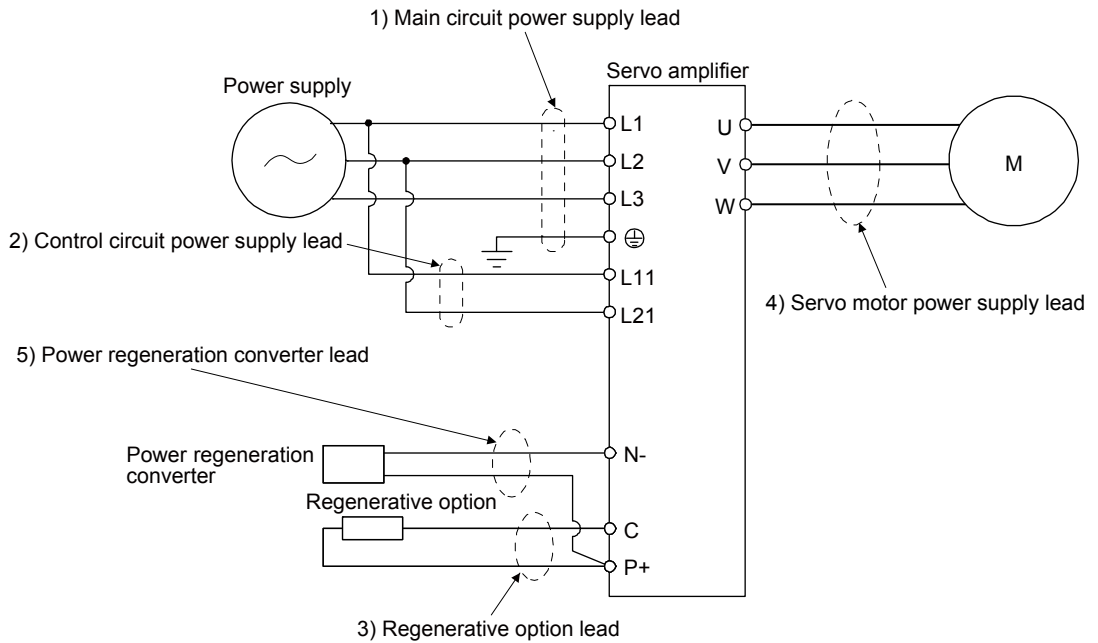 1) Main circuit power supply lead
Servo amplifier
Power supply
L1
U
L2
V
M
L3
W
2) Control circuit power supply lead
L11
4) Servo motor power supply lead
L21
5) Power regeneration converter lead
Power regeneration
converter
N-
Regenerative option
C
P+
3) Regenerative option lead